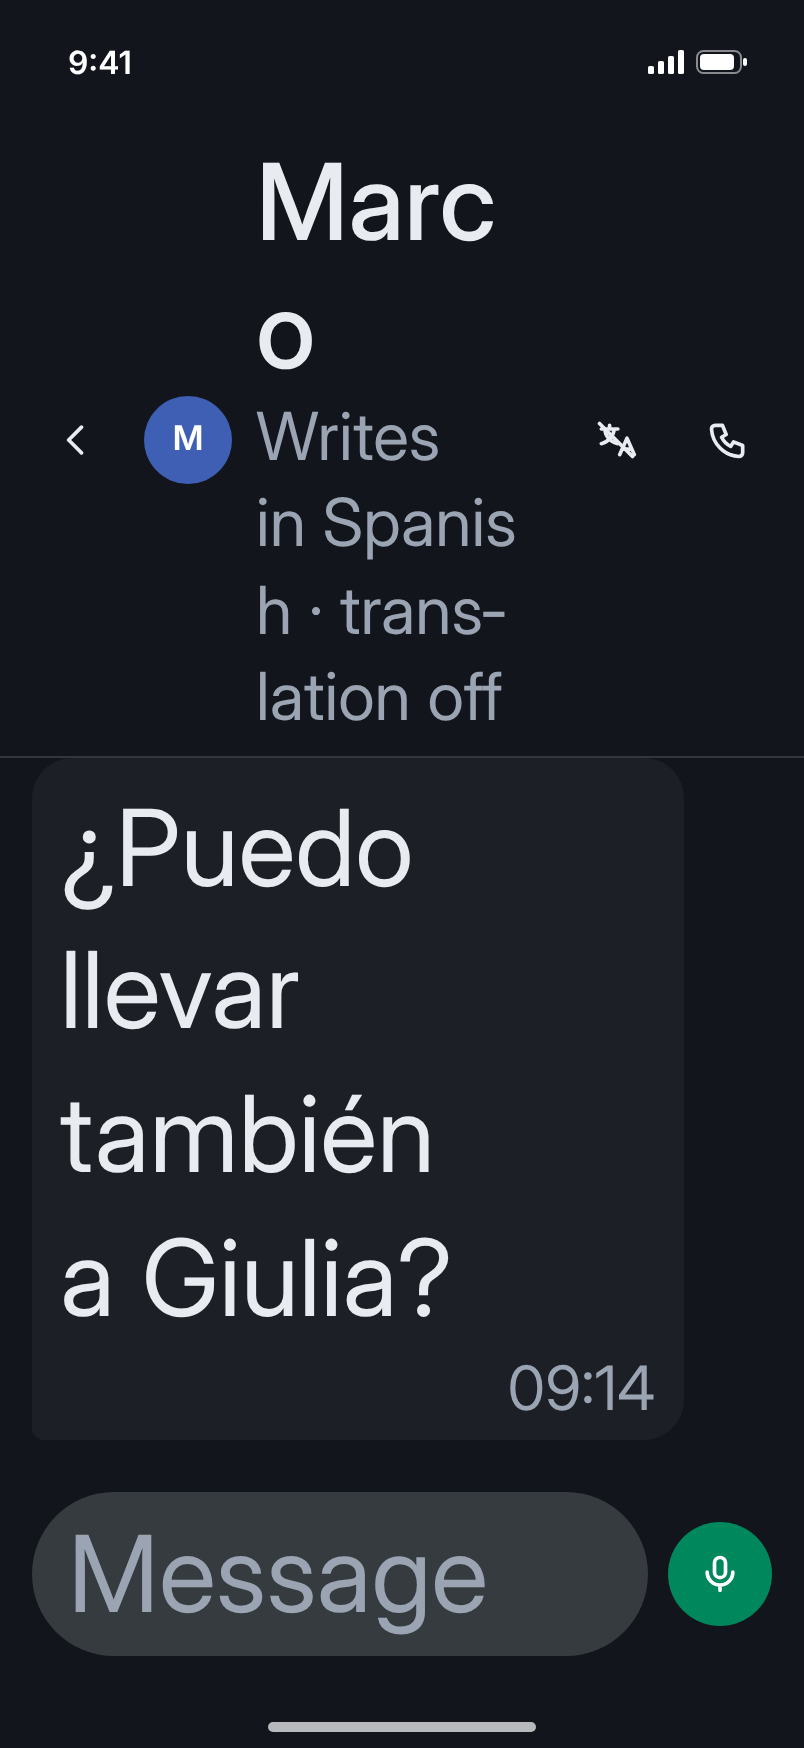 9:41
Marc
o
M
Writes
in Spanis
h · trans-
lation off
¿Puedo
llevar
también
a Giulia?
09:14
Message